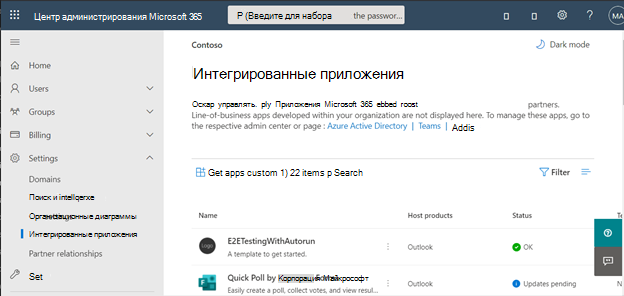 Центр администрирования Microsoft 365
P (Введите для набора the passwor...
MA
Contoso
Dark mode
Home
Users
Groups
Billing
Settings
Domains
Поиск и intellqerxe
Организационные диаграммы
Интегрированные приложения
Partner relationships
Set
Интегрированные приложения
Оскар управлять. ply Приложения Microsoft 365 ebbed roost partners.
Line-of-business apps developed within your organization are not displayed here. To manage these apps, go to
the respective admin center or page : Azure Active Directory | Teams | Addis
Get apps custom 1) 22 items p Search
Filter
Name Host products Status
E2ETestingWithAutorun Outlook OK
A template to get started.
Quick Poll by Корпорация Майкрософт Outlook Updates pending
Easily create a poll, collect votes, and view resul...